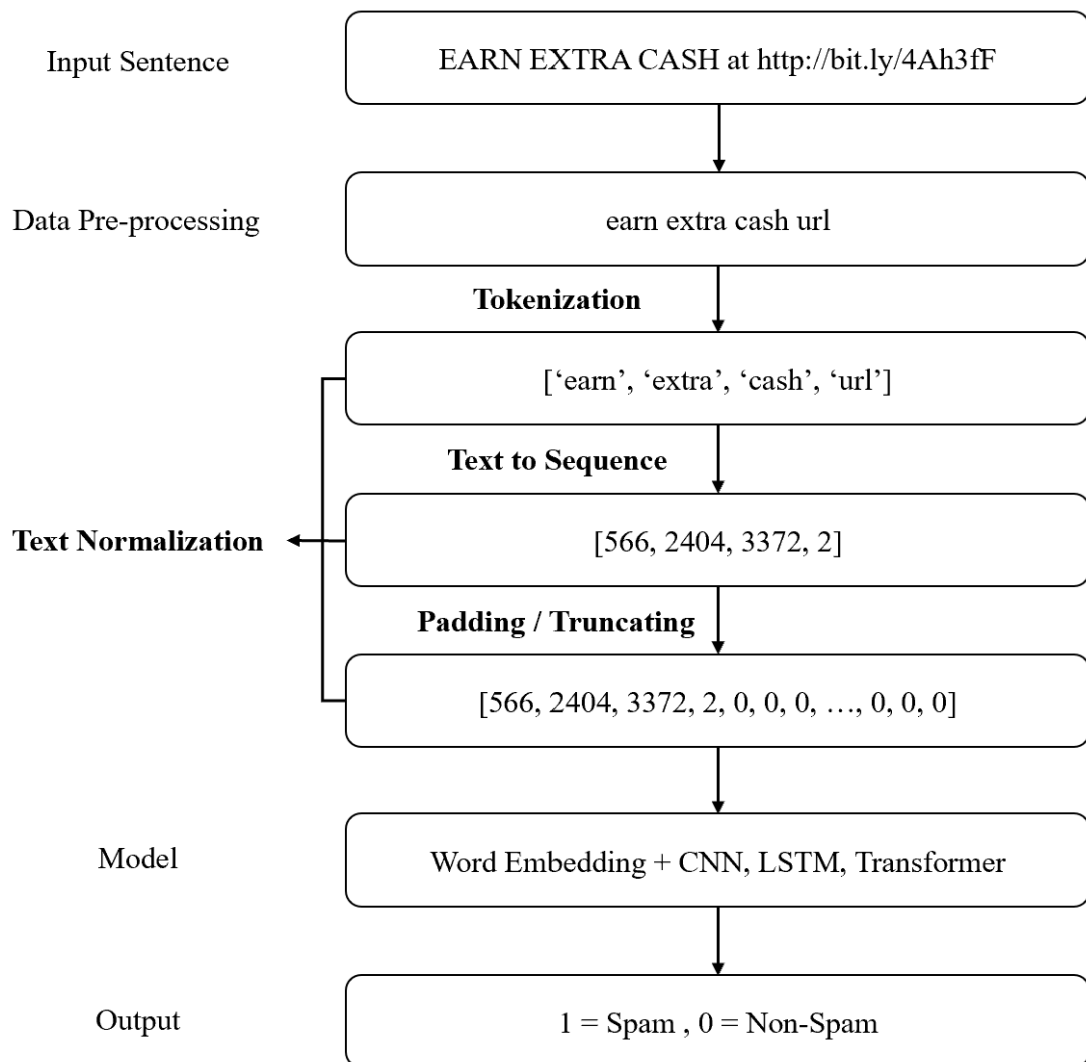 Input Sentence
EARN EXTRA CASH at http://bit.ly/4Ah3fF
Data Pre-processing
earn extra cash url
Tokenization
[‘earn’, ‘extra’, ‘cash’, ‘url’]
Text to Sequence
Text Normalization
[566, 2404, 3372, 2]
Padding / Truncating
[566, 2404, 3372, 2, 0, 0, 0, …, 0, 0, 0]
Model
Word Embedding + CNN, LSTM, Transformer
Output
1 = Spam , 0 = Non-Spam